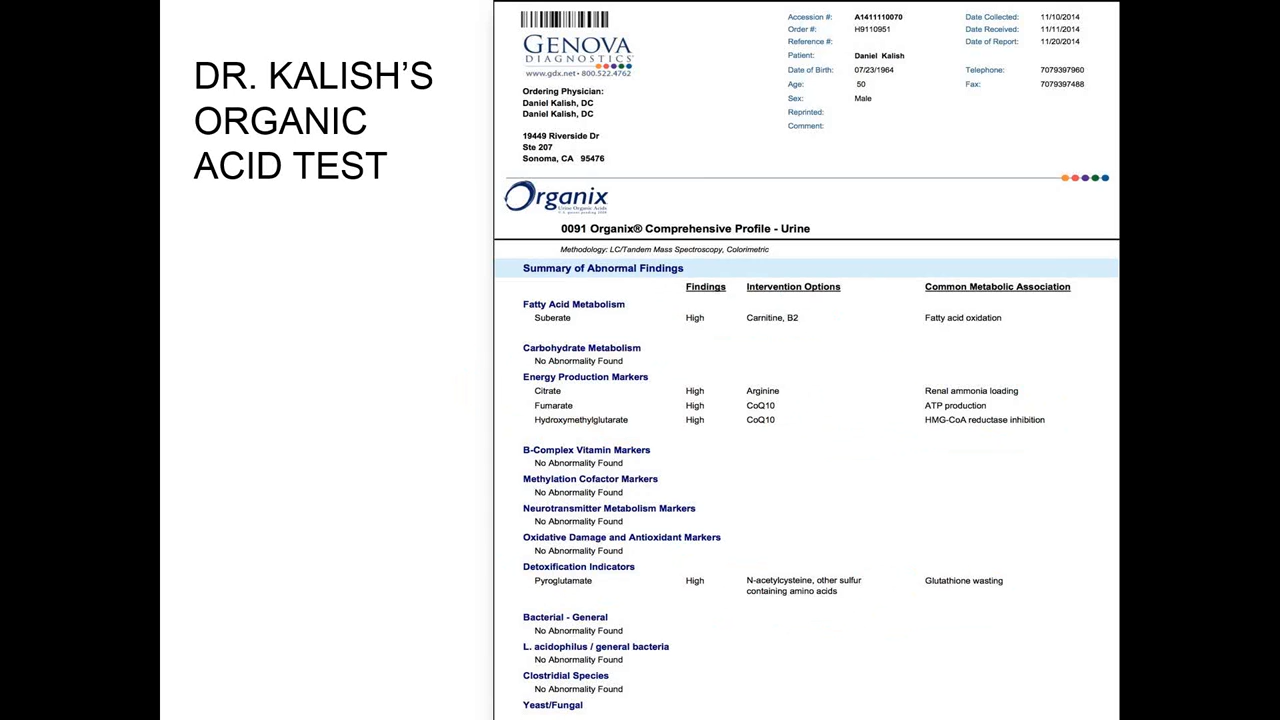 DR. KALISH'S
ORGANIC
ACID TEST
GENOVA
DIAGNOSTICS
www.gdx.net • 800.522.4762
Ordering Physician:
Daniel Kalish, DC
Daniel Kalish, DC
19449 Riverside Dr
Ste 207
Sonoma, CA 95476
Accession #: A1411110070
Order #: H9110951
Reference #:
Patient: Daniel Kalish
Date of Birth: 07/23/1964
Age: 50
Sex: Male
Reprinted:
Comment:
Date Collected: 11/10/2014
Date Received: 11/11/2014
Date of Report: 11/20/2014
Telephone: 7079397960
Fax: 7079397488
Organix
Urine Organic Acids
0091 Organix® Comprehensive Profile - Urine
Methodology: LC/Tandem Mass Spectroscopy, Colorimetric
Summary of Abnormal Findings
Findings Intervention Options Common Metabolic Association
Fatty Acid Metabolism
Suberate High Carnitine, B2 Fatty acid oxidation
Carbohydrate Metabolism
No Abnormality Found
Energy Production Markers
Citrate High Arginine Renal ammonia loading
Fumarate High CoQ10 ATP production
Hydroxymethylglutarate High CoQ10 HMG-CoA reductase inhibition
B-Complex Vitamin Markers
No Abnormality Found
Methylation Cofactor Markers
No Abnormality Found
Neurotransmitter Metabolism Markers
No Abnormality Found
Oxidative Damage and Antioxidant Markers
No Abnormality Found
Detoxification Indicators
Pyroglutamate High N-acetylcysteine, other sulfur Glutathione wasting
containing amino acids
Bacterial - General
No Abnormality Found
L. acidophilus / general bacteria
No Abnormality Found
Clostridial Species
No Abnormality Found
Yeast/Fungal